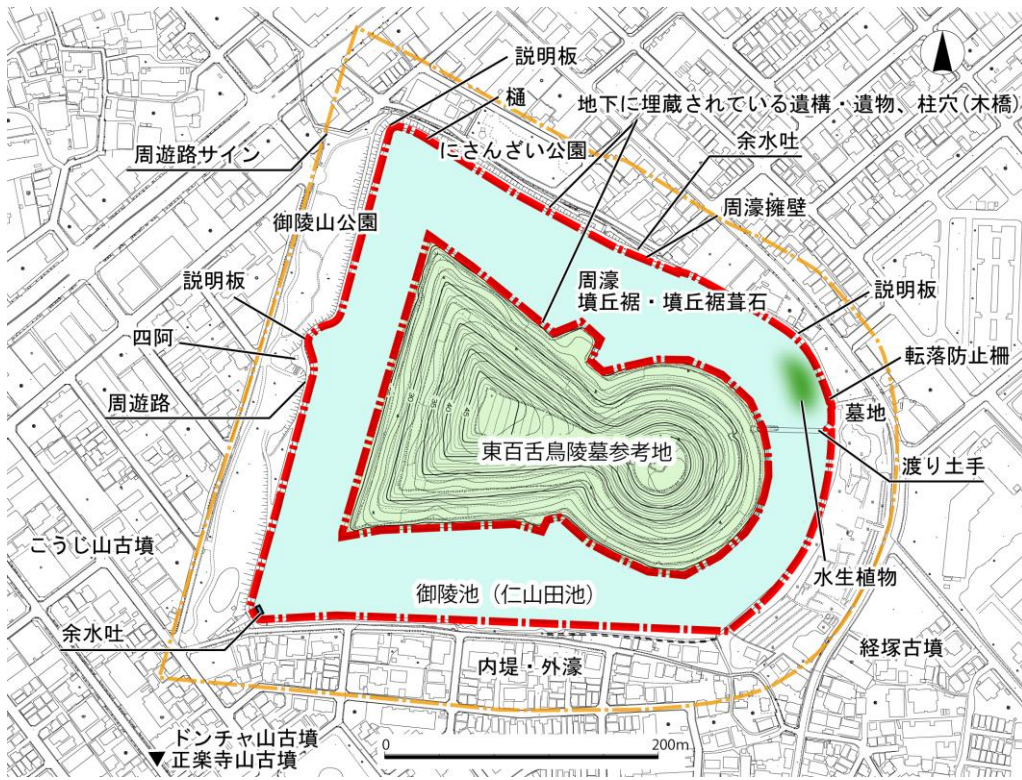 説明板
樋
地下に埋蔵されている遺構・遺物、柱穴(木橋)
にさんざい公園
余水吐
周遊路サイン
周濠擁壁
御陵山公園
説明板
周濠
墳丘裾・墳丘裾葺石
説明板
四阿
転落防止柵
周遊路
墓地
東百舌鳥陵墓参考地
渡り土手
こうじ山古墳
水生植物
御陵池(仁山田池)
余水吐
経塚古墳
内堤・外濠
ドンチャ山古墳
▼正楽寺山古墳
0 200m